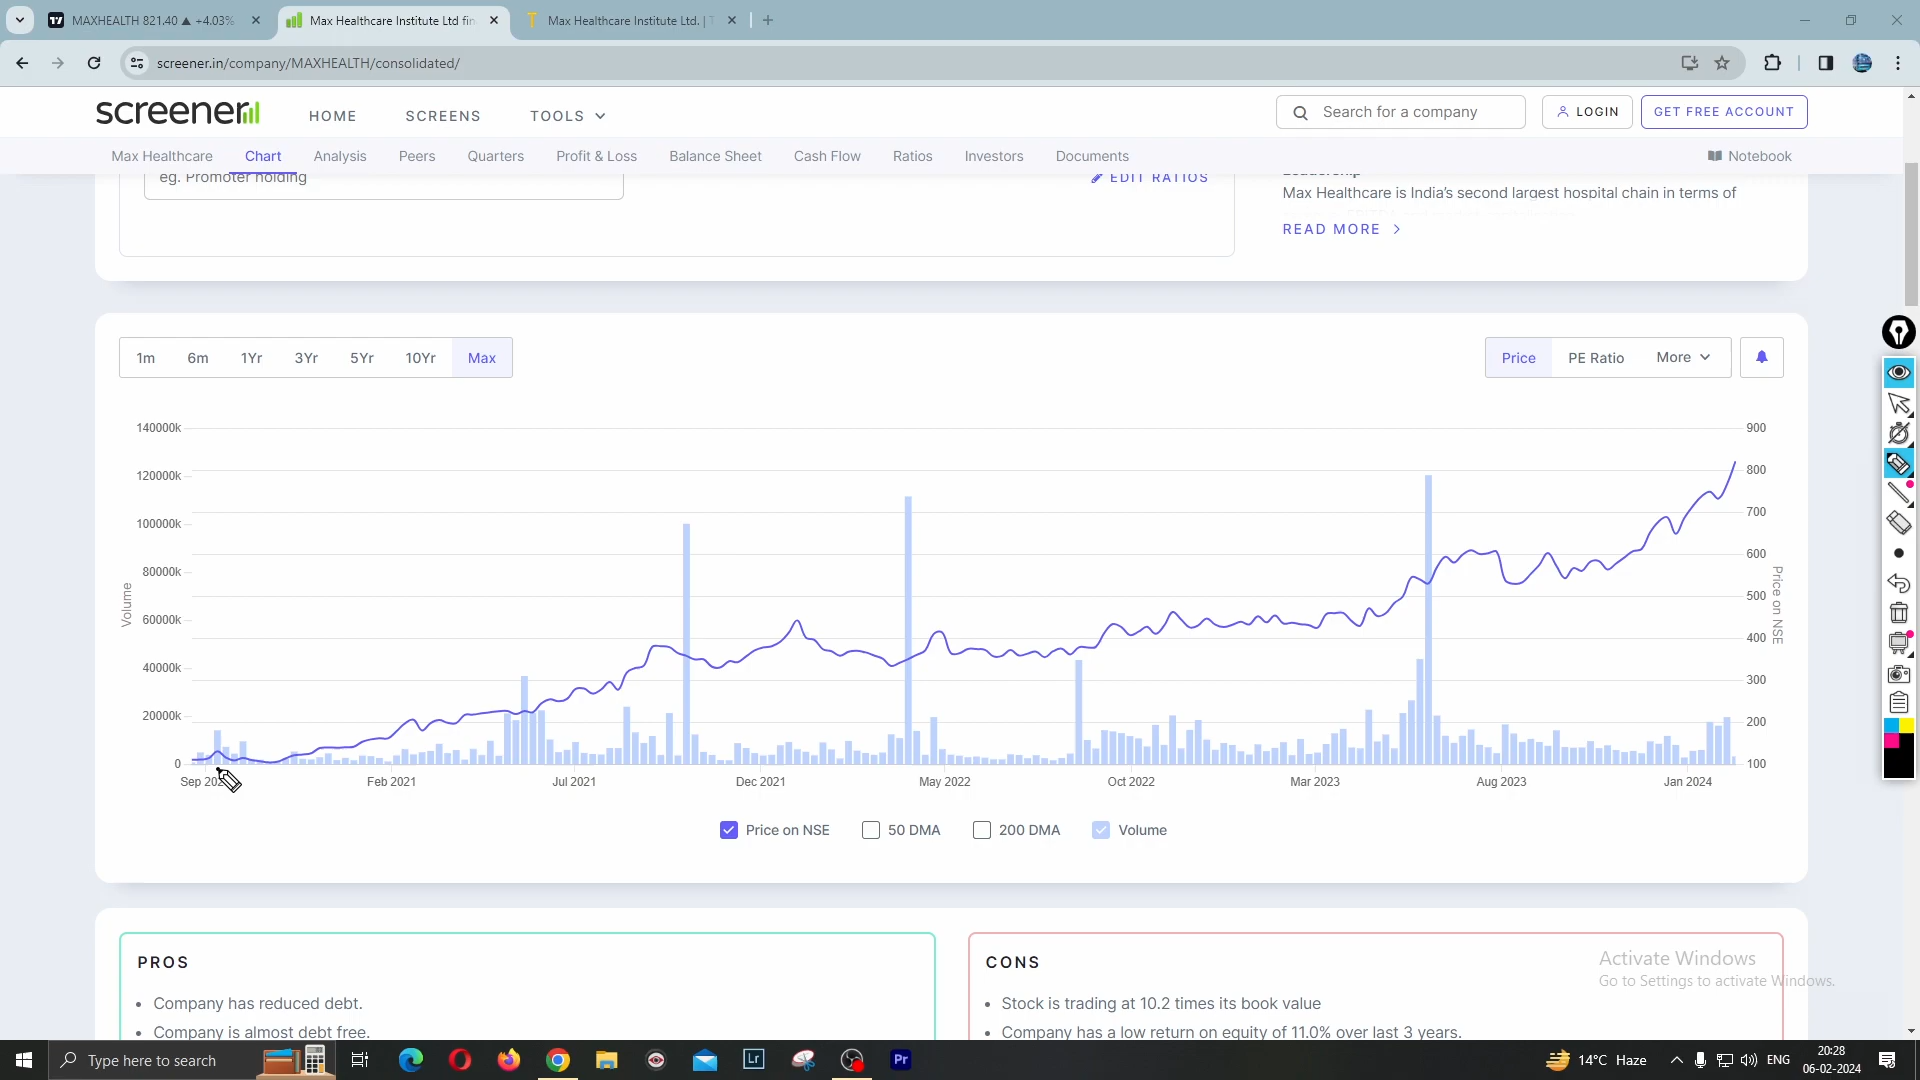 MAXHEALTH 821.40 ▲ +4.03%
Max Healthcare Institute Ltd fin
Max Healthcare Institute Ltd. | T
screener.in/company/MAXHEALTH/consolidated/
screener
HOME
SCREENS
TOOLS
Search for a company
LOGIN
GET FREE ACCOUNT
Max Healthcare
Chart
Analysis
Peers
Quarters
Profit & Loss
Balance Sheet
Cash Flow
Ratios
Investors
Documents
Notebook
eg. Promoter holding
EDIT RATIOS
Leadership
Max Healthcare is India's second largest hospital chain in terms of
READ MORE
1m 6m 1Yr 3Yr 5Yr 10Yr Max
Price PE Ratio More
140000k
120000k
100000k
80000k
60000k
40000k
20000k
0
Volume
900
800
700
600
500
400
300
200
100
Price on NSE
Sep
Feb 2021
Jul 2021
Dec 2021
May 2022
Oct 2022
Mar 2023
Aug 2023
Jan 2024
Price on NSE
50 DMA
200 DMA
Volume
PROS
Company has reduced debt.
Company is almost debt free.
CONS
Stock is trading at 10.2 times its book value
Company has a low return on equity of 11.0% over last 3 years.
Activate Windows
Go to Settings to activate Windows.
Type here to search
Lr
Pr
14°C Haze
ENG
20:28
06-02-2024